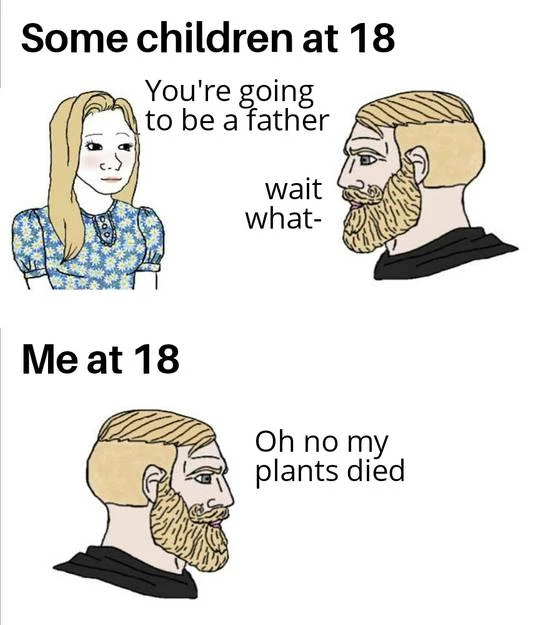 Some children at 18
You're going
to be a father
wait
what-
Me at 18
Oh no my
plants died